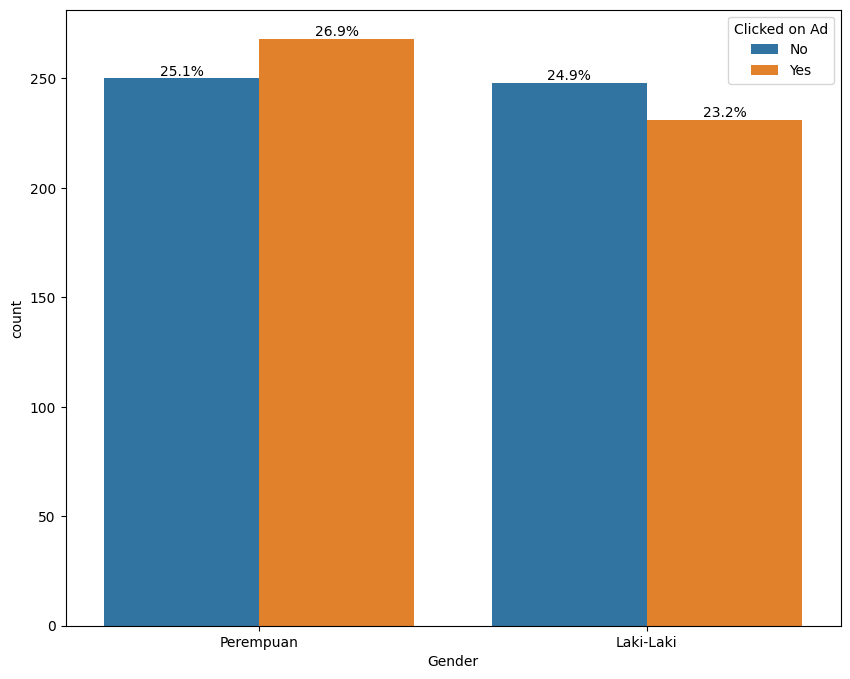 Clicked on Ad
No
Yes
25.1%
26.9%
24.9%
23.2%
250
200
150
100
50
0
count
Perempuan
Laki-Laki
Gender